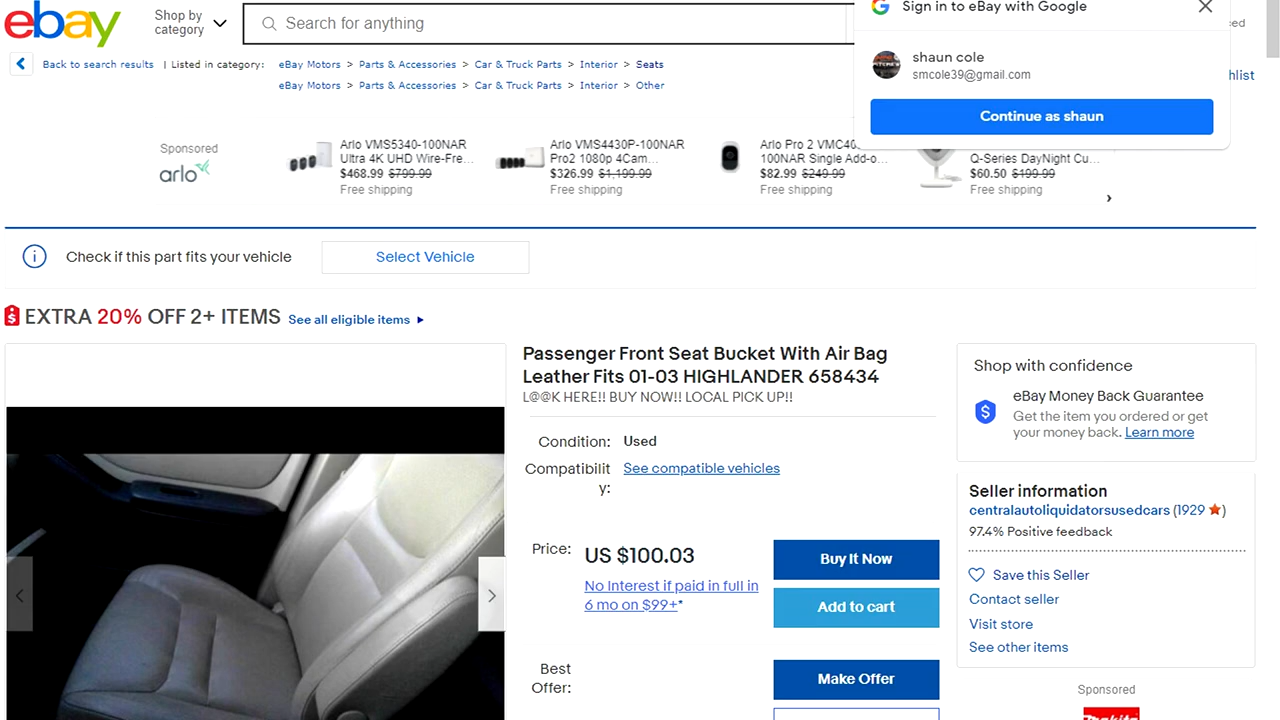 ebay
Shop by
category
Search for anything
Sign in to eBay with Google
shaun cole
smcole39@gmail.com
Continue as shaun
Back to search results | Listed in category:
eBay Motors > Parts & Accessories > Car & Truck Parts > Interior > Seats
eBay Motors > Parts & Accessories > Car & Truck Parts > Interior > Other
Sponsored
arlo
Arlo VMS5340-100NAR
Ultra 4K UHD Wire-Fre...
$468.99 $799.99
Free shipping
Arlo VMS4430P-100NAR
Pro2 1080p 4Cam...
$326.99 $1,199.99
Free shipping
Arlo Pro 2
100NAR Single Add-o...
$82.99 $249.99
Free shipping
Q-Series DayNight Cu...
$60.50 $199.99
Free shipping
Check if this part fits your vehicle
Select Vehicle
EXTRA 20% OFF 2+ ITEMS See all eligible items
Passenger Front Seat Bucket With Air Bag
Leather Fits 01-03 HIGHLANDER 658434
L@@K HERE!! BUY NOW!! LOCAL PICK UP!!
Condition: Used
Compatibilit
y:
See compatible vehicles
Price: US $100.03
No Interest if paid in full in
6 mo on $99+*
Buy It Now
Add to cart
Best
Offer:
Make Offer
Shop with confidence
eBay Money Back Guarantee
Get the item you ordered or get
your money back. Learn more
Seller information
centralautoliquidatorsusedcars (1929 ★)
97.4% Positive feedback
Save this Seller
Contact seller
Visit store
See other items
Sponsored